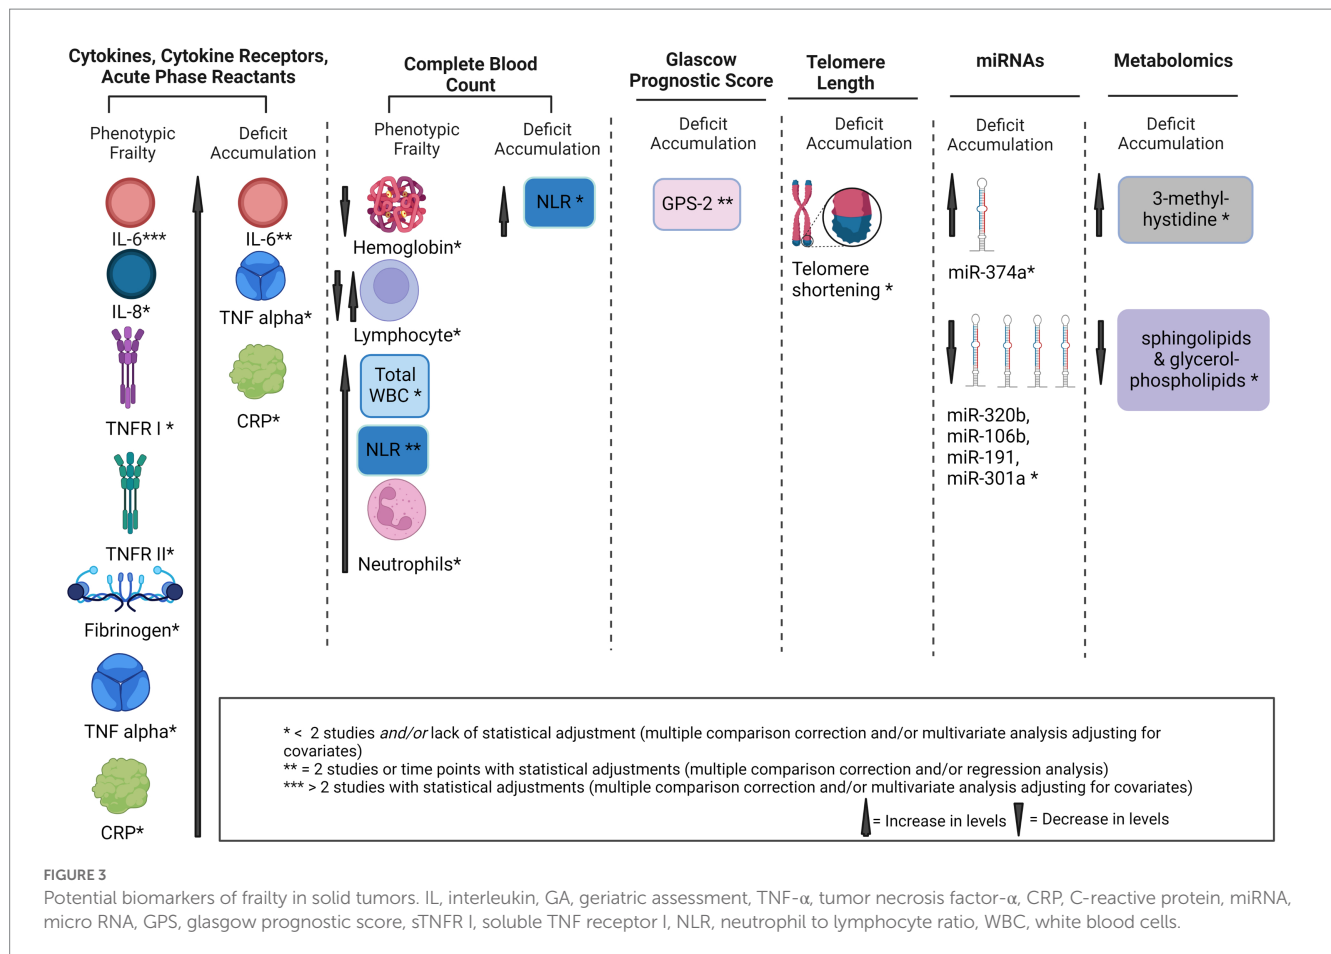 Cytokines, Cytokine Receptors,
Acute Phase Reactants
Phenotypic
Frailty
Deficit
Accumulation
IL-6***
IL-8*
TNFR I *
TNFR II*
Fibrinogen*
TNF alpha*
CRP*
IL-6**
TNF alpha*
CRP*
Complete Blood
Count
Phenotypic
Frailty
Deficit
Accumulation
Hemoglobin*
Lymphocyte*
Total
WBC *
NLR **
Neutrophils*
NLR *
Glascow
Prognostic Score
Deficit
Accumulation
GPS-2 **
Telomere
Length
Deficit
Accumulation
Telomere
shortening *
miRNAs
Deficit
Accumulation
miR-374a*
miR-320b,
miR-106b,
miR-191,
miR-301a *
Metabolomics
Deficit
Accumulation
3-methyl-
hystidine *
sphingolipids
& glycerol-
phospholipids *
* < 2 studies and/or lack of statistical adjustment (multiple comparison correction and/or multivariate analysis adjusting for
covariates)
** = 2 studies or time points with statistical adjustments (multiple comparison correction and/or regression analysis)
*** > 2 studies with statistical adjustments (multiple comparison correction and/or multivariate analysis adjusting for covariates)
= Increase in levels = Decrease in levels
FIGURE 3
Potential biomarkers of frailty in solid tumors. IL, interleukin, GA, geriatric assessment, TNF-α, tumor necrosis factor-α, CRP, C-reactive protein, miRNA,
micro RNA, GPS, glasgow prognostic score, sTNFR I, soluble TNF receptor I, NLR, neutrophil to lymphocyte ratio, WBC, white blood cells.